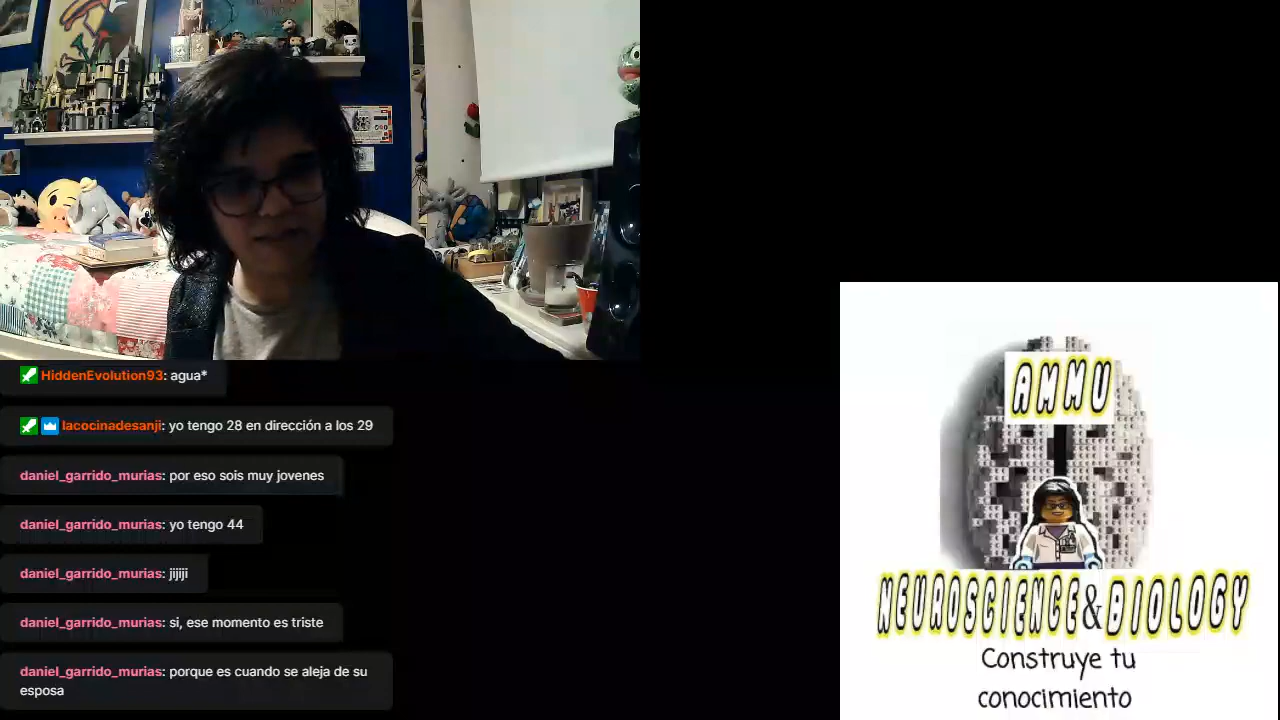 HiddenEvolution93: agua*
lacocinadesanji: yo tengo 28 en dirección a los 29
daniel_garrido_murias: por eso sois muy jovenes
daniel_garrido_murias: yo tengo 44
daniel_garrido_murias: jijiji
daniel_garrido_murias: si, ese momento es triste
daniel_garrido_murias: porque es cuando se aleja de su
esposa
AMMU
NEUROSCIENCE&BIOLOGY
Construye tu
conocimiento